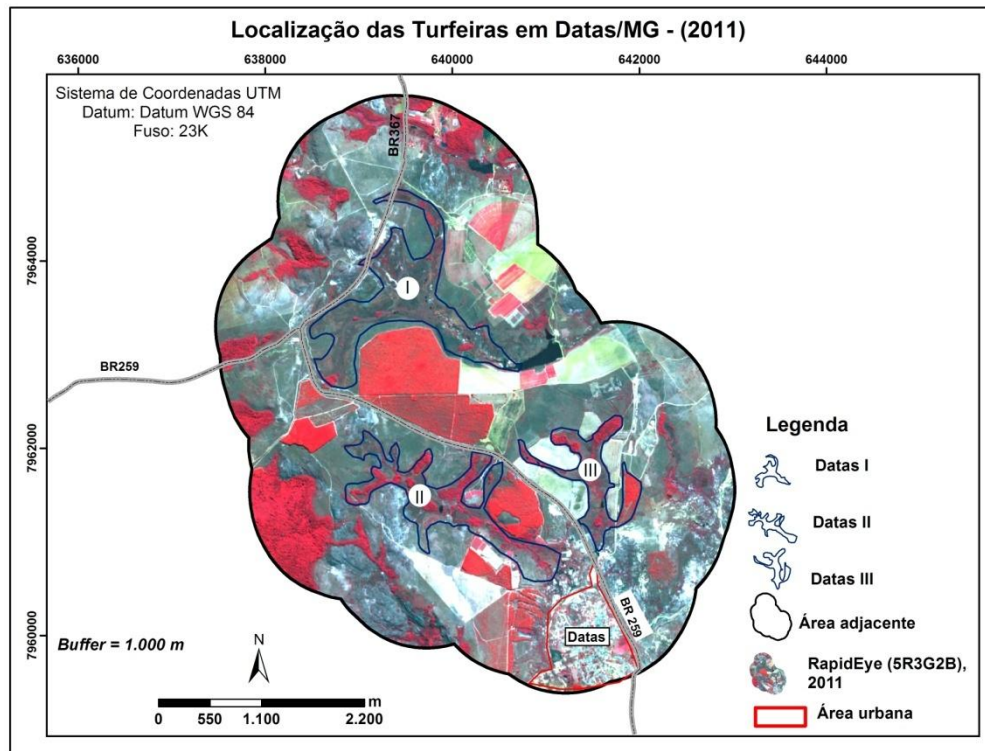 Localização das Turfeiras em Datas/MG - (2011)
636000 638000 640000 642000 644000
Sistema de Coordenadas UTM
Datum: Datum WGS 84
Fuso: 23K
BR367
7964000
I
BR259
7962000
II
III
BR 259
Datas
7960000
Buffer = 1.000 m
N
m
0 550 1.100 2.200
Legenda
Datas I
Datas II
Datas III
Área adjacente
RapidEye (5R3G2B),
2011
Área urbana